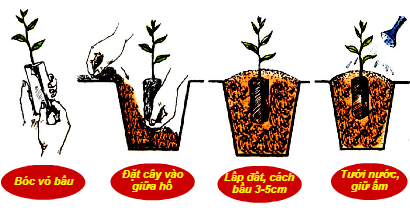 Bóc vỏ bầu
Đặt cây vào
giữa hố
Lấp đất, cách
bầu 3-5cm
Tưới nước,
giữ ẩm